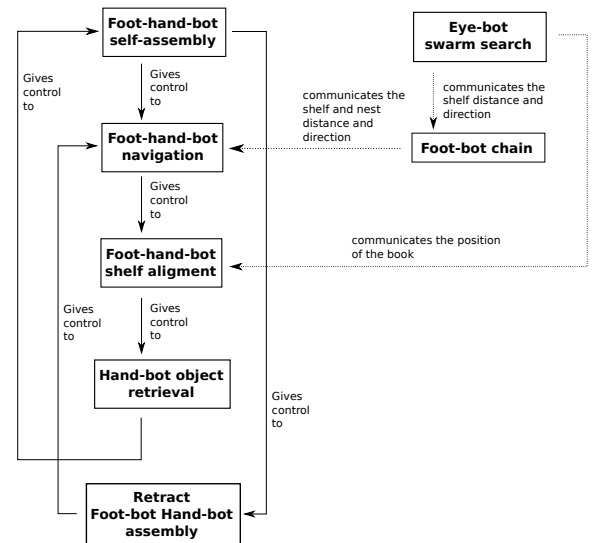 Foot-hand-bot
self-assembly
Eye-bot
swarm search
Gives
control
to
Gives
control
to
communicates the
shelf and nest
distance and
direction
communicates the
shelf distance and
direction
Foot-hand-bot
navigation
Foot-bot chain
Gives
control
to
communicates the position
of the book
Foot-hand-bot
shelf aligment
Gives
control
to
Gives
control
to
Hand-bot object
retrieval
Gives
control
to
Retract
Foot-bot Hand-bot
assembly